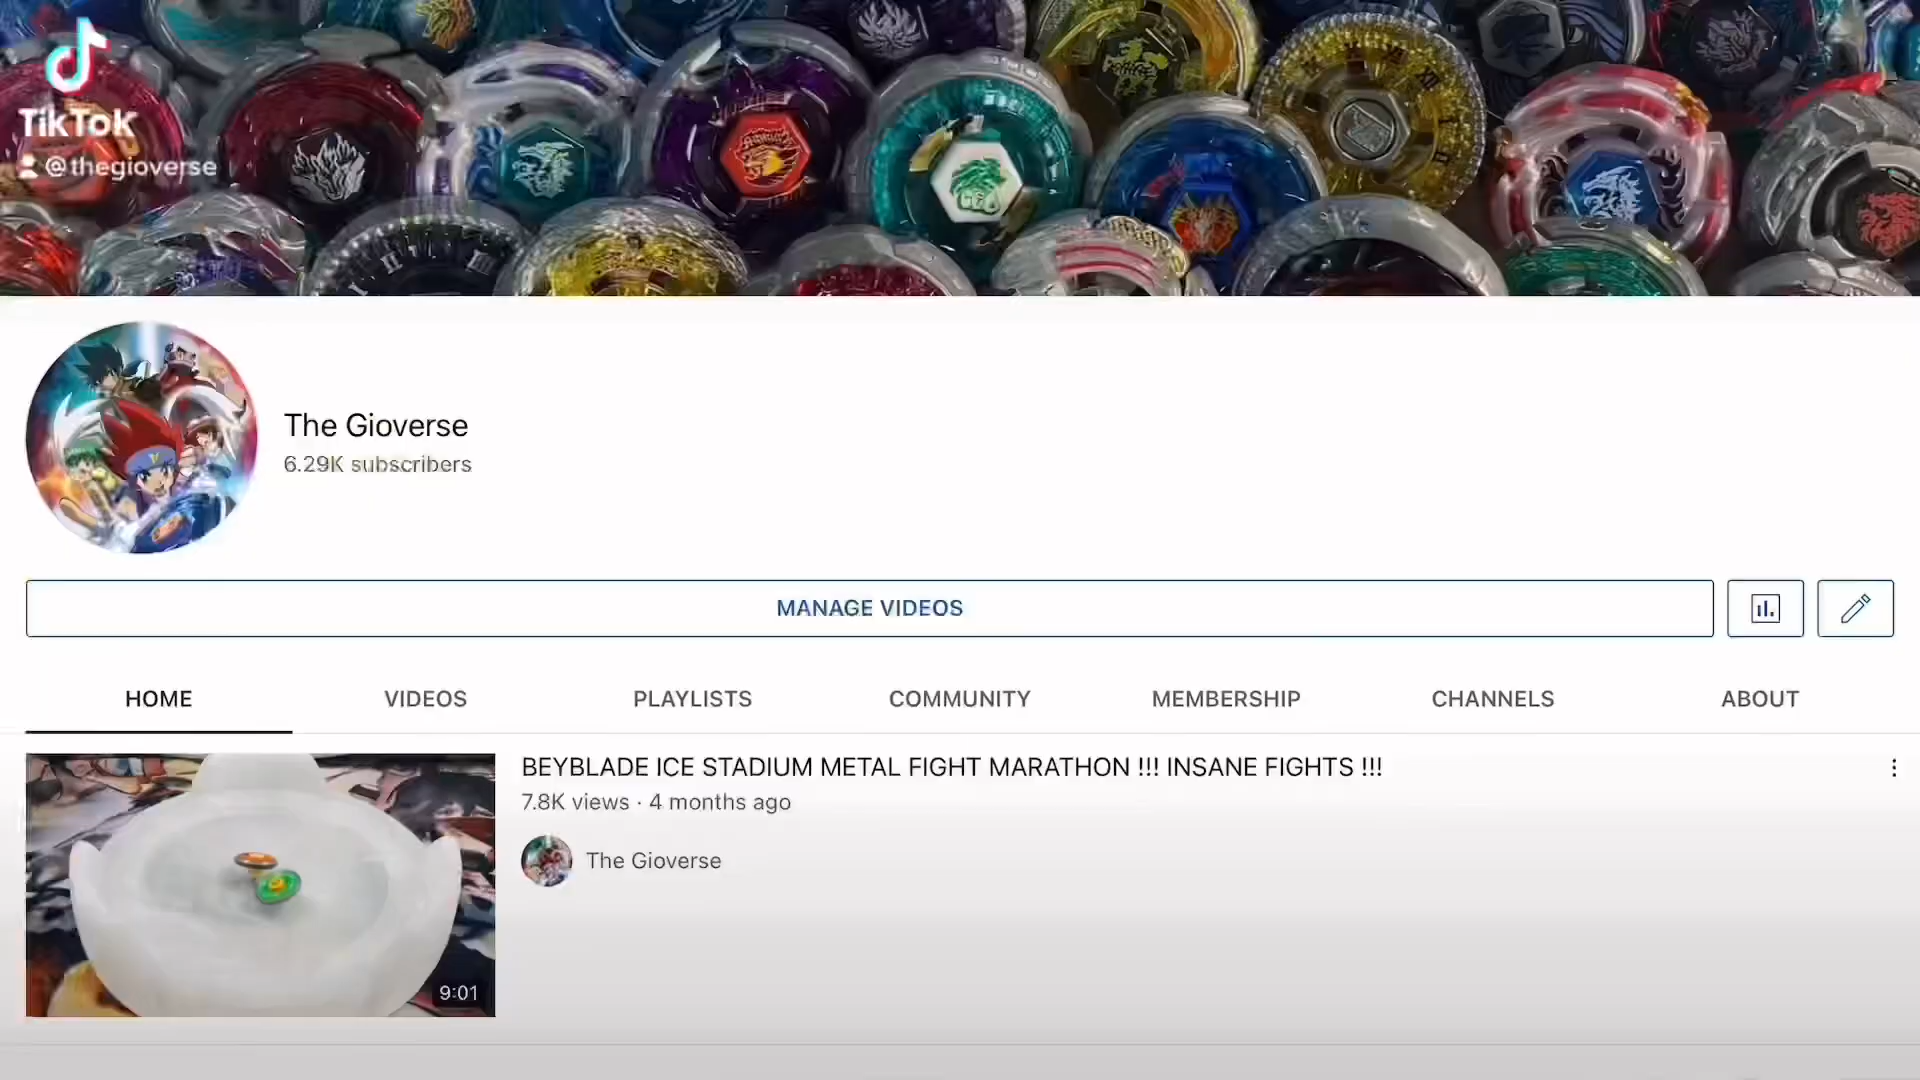 TikTok
@thegioverse
The Gioverse
6.29K subscribers
MANAGE VIDEOS
HOME VIDEOS PLAYLISTS COMMUNITY MEMBERSHIP CHANNELS ABOUT
BEYBLADE ICE STADIUM METAL FIGHT MARATHON !!! INSANE FIGHTS !!!
7.8K views · 4 months ago
The Gioverse
9:01